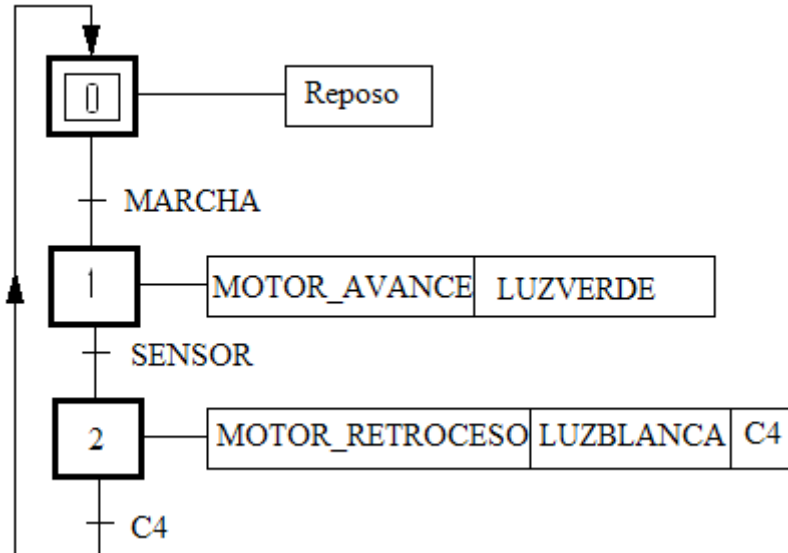 0
Reposo
MARCHA
1
MOTOR_AVANCE LUZVERDE
SENSOR
2
MOTOR_RETROCESO LUZBLANCA C4
C4